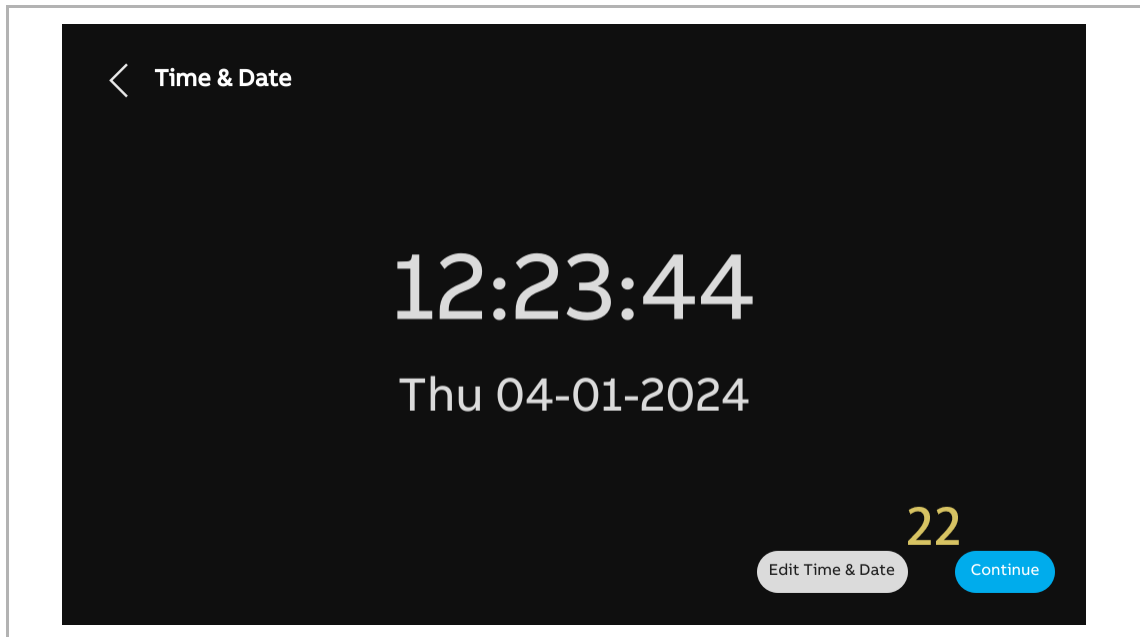 Time & Date
12:23:44
Thu 04-01-2024
22
Edit Time & Date
Continue